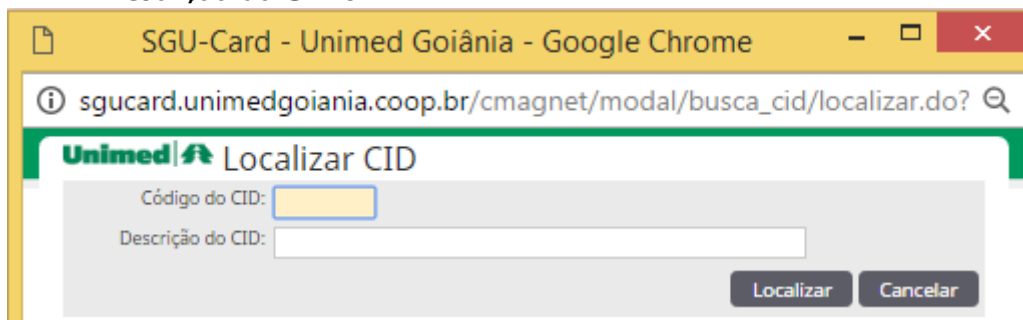 SGU-Card - Unimed Goiânia - Google Chrome
sgucard.unimedgoiania.coop.br/cmagnet/modal/busca_cid/localizar.do?
Unimed Localizar CID
Código do CID:
Descrição do CID:
Localizar Cancelar